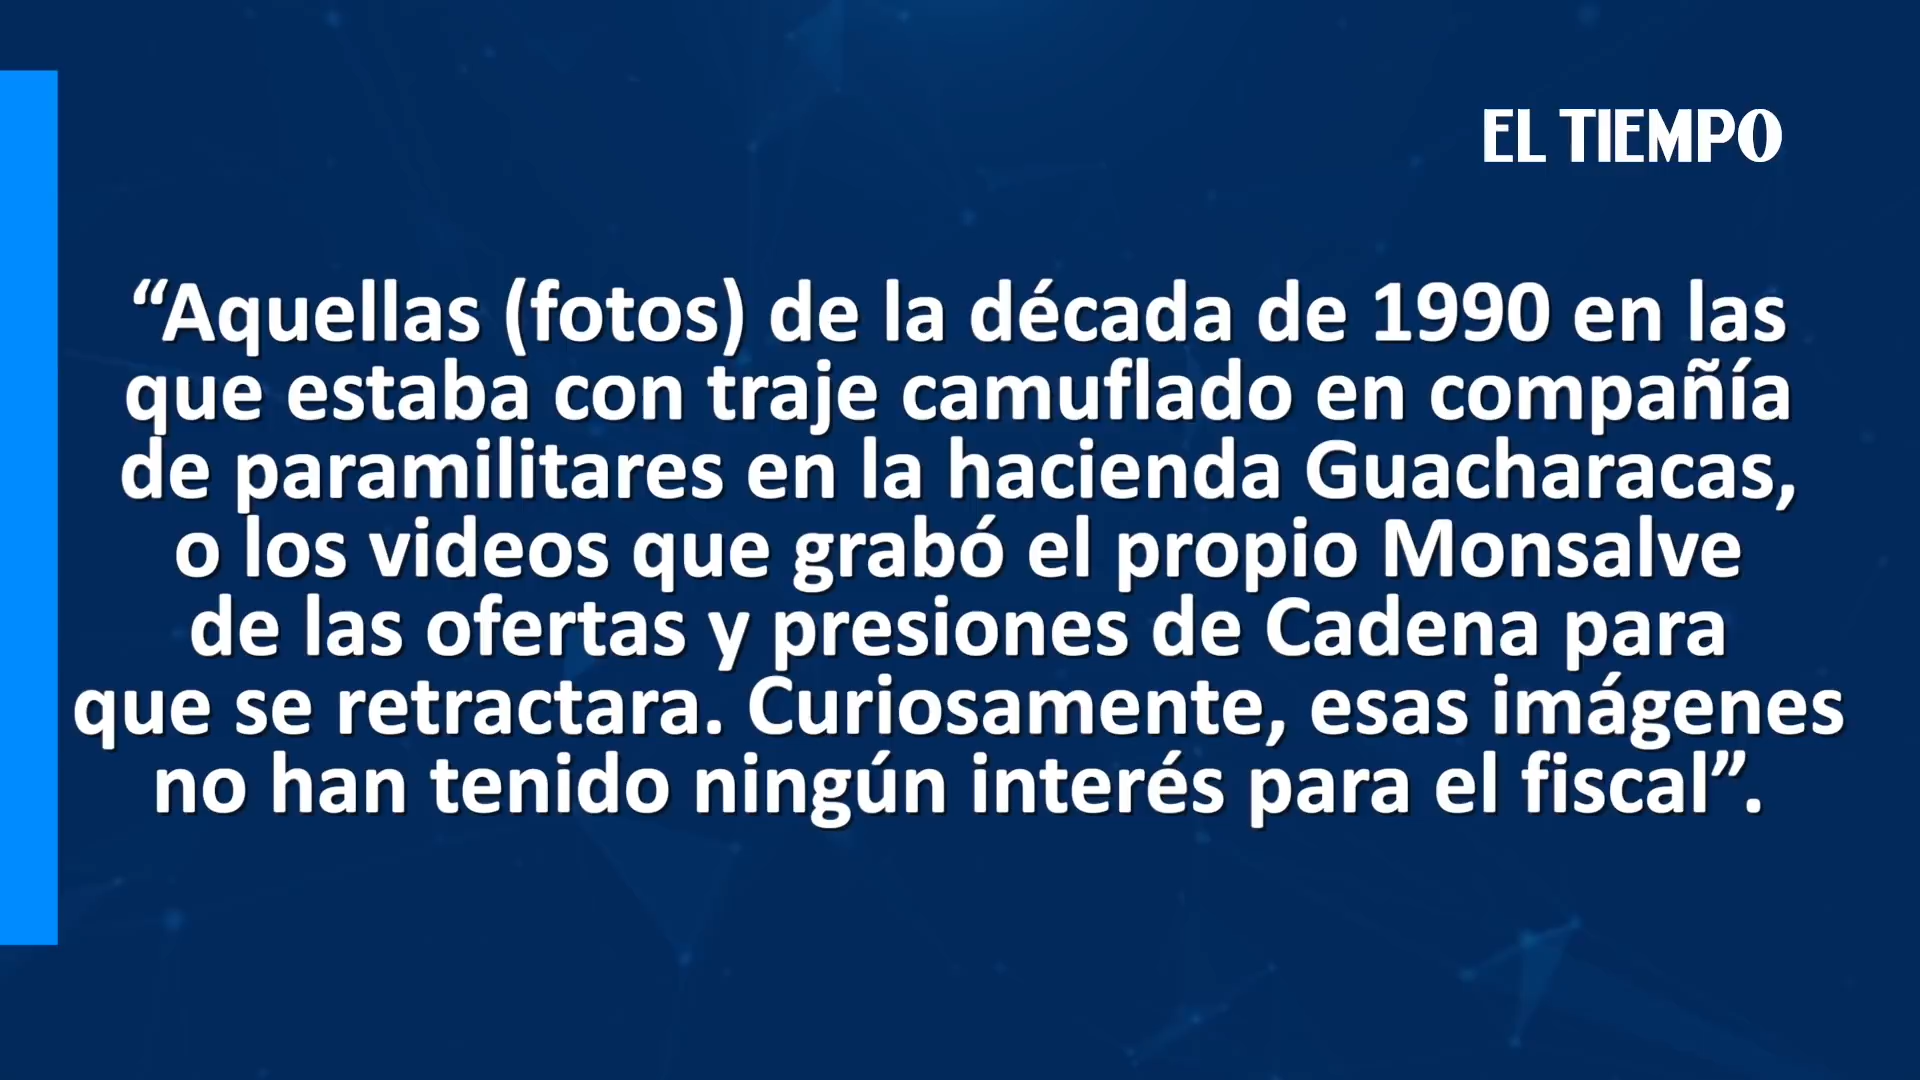 EL TIEMPO
“Aquellas (fotos) de la década de 1990 en las
que estaba con traje camuflado en compañía
de paramilitares en la hacienda Guacharacas,
o los videos que grabó el propio Monsalve
de las ofertas y presiones de Cadena para
que se retractara. Curiosamente, esas imágenes
no han tenido ningún interés para el fiscal”.